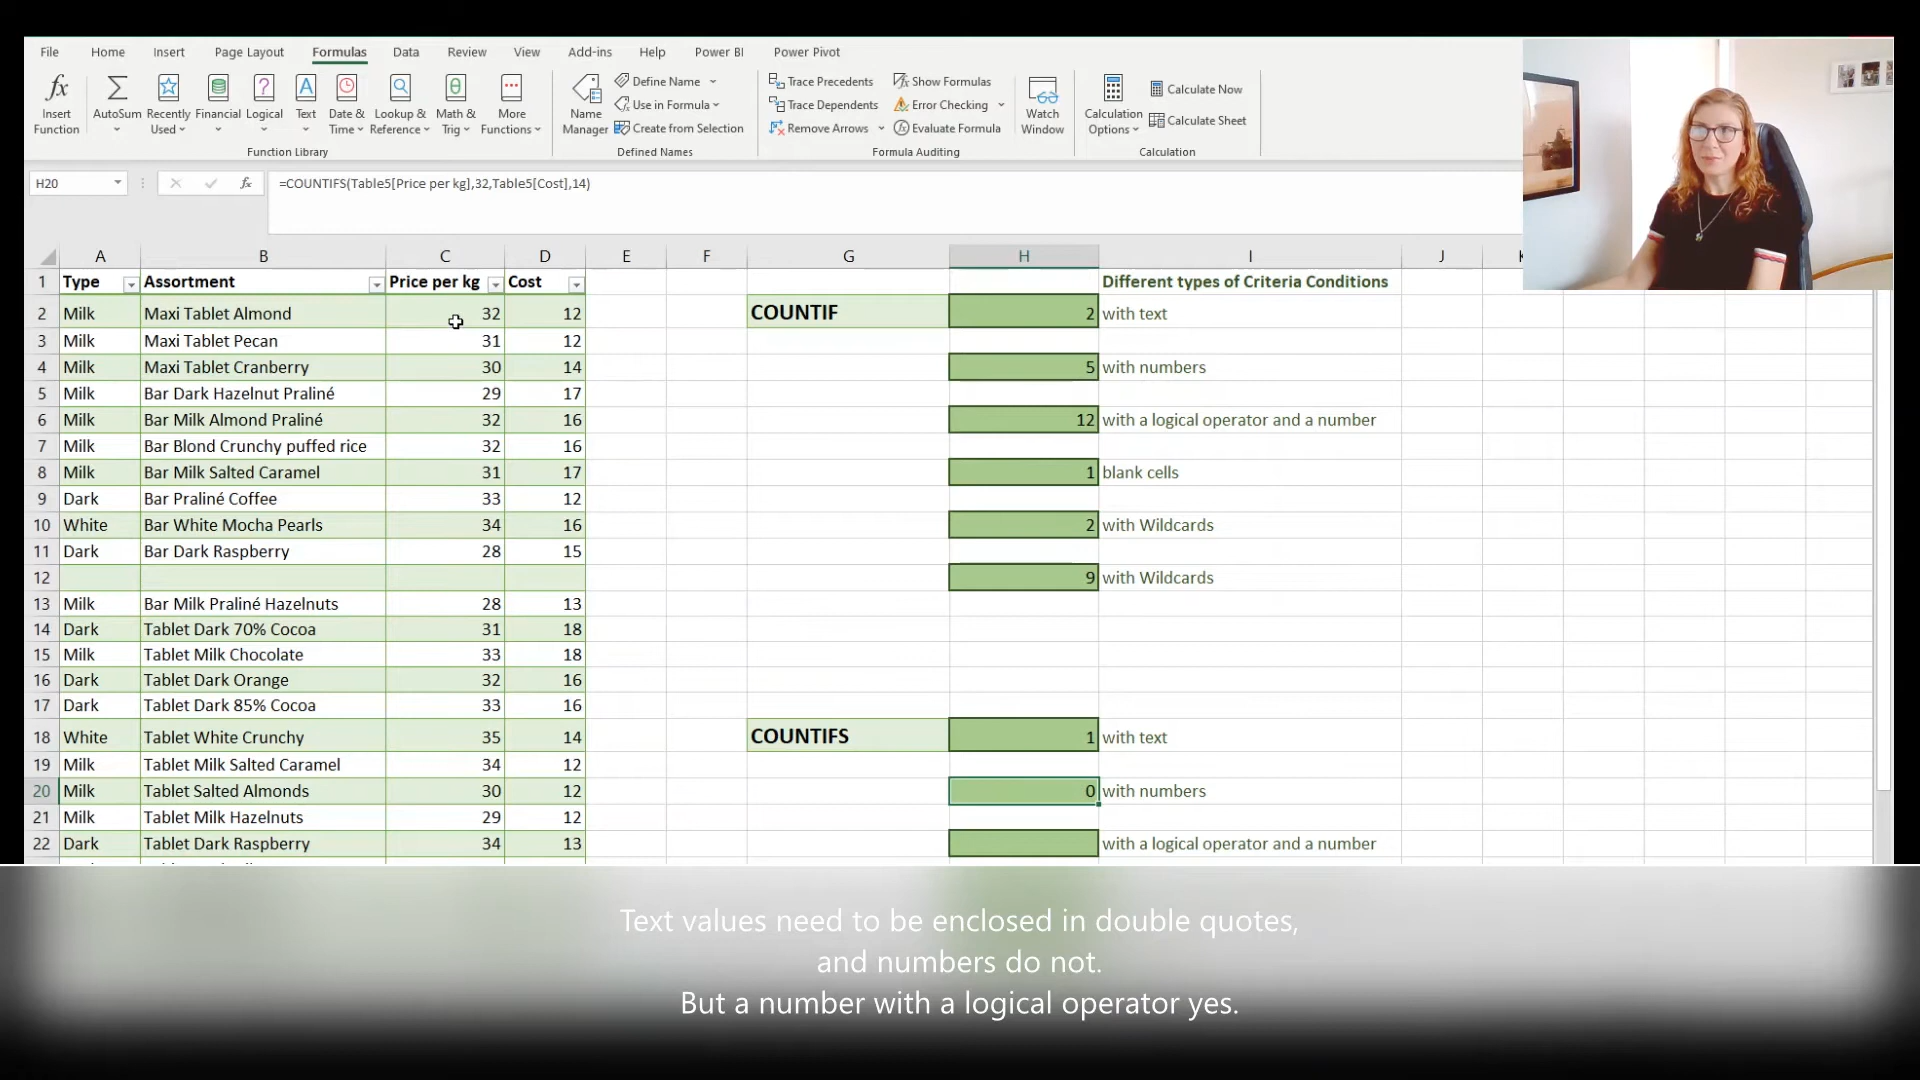 File Home Insert Page Layout Formulas Data Review View Add-ins Help Power BI Power Pivot
fx Insert Function
Σ AutoSum
Recently Used
Financial
Logical
Text
Date & Time
Lookup & Reference
Math & Trig
More Functions
Function Library
Name Manager
Define Name
Use in Formula
Create from Selection
Defined Names
Trace Precedents
Trace Dependents
Remove Arrows
Show Formulas
Error Checking
Evaluate Formula
Formula Auditing
Watch Window
Calculation Options
Calculate Now
Calculate Sheet
Calculation
H20 fx =COUNTIFS(Table5[Price per kg],32,Table5[Cost],14)
A B C D E F G H I J
1 Type Assortment Price per kg Cost Different types of Criteria Conditions
2 Milk Maxi Tablet Almond 32 12 COUNTIF 2 with text
3 Milk Maxi Tablet Pecan 31 12
4 Milk Maxi Tablet Cranberry 30 14 5 with numbers
5 Milk Bar Dark Hazelnut Praliné 29 17
6 Milk Bar Milk Almond Praliné 32 16 12 with a logical operator and a number
7 Milk Bar Blond Crunchy puffed rice 32 16
8 Milk Bar Milk Salted Caramel 31 17 1 blank cells
9 Dark Bar Praliné Coffee 33 12
10 White Bar White Mocha Pearls 34 16 2 with Wildcards
11 Dark Bar Dark Raspberry 28 15
12 9 with Wildcards
13 Milk Bar Milk Praliné Hazelnuts 28 13
14 Dark Tablet Dark 70% Cocoa 31 18
15 Milk Tablet Milk Chocolate 33 18
16 Dark Tablet Dark Orange 32 16
17 Dark Tablet Dark 85% Cocoa 33 16
18 White Tablet White Crunchy 35 14 COUNTIFS 1 with text
19 Milk Tablet Milk Salted Caramel 34 12
20 Milk Tablet Salted Almonds 30 12 0 with numbers
21 Milk Tablet Milk Hazelnuts 29 12
22 Dark Tablet Dark Raspberry 34 13 with a logical operator and a number
Text values need to be enclosed in double quotes,
and numbers do not.
But a number with a logical operator yes.